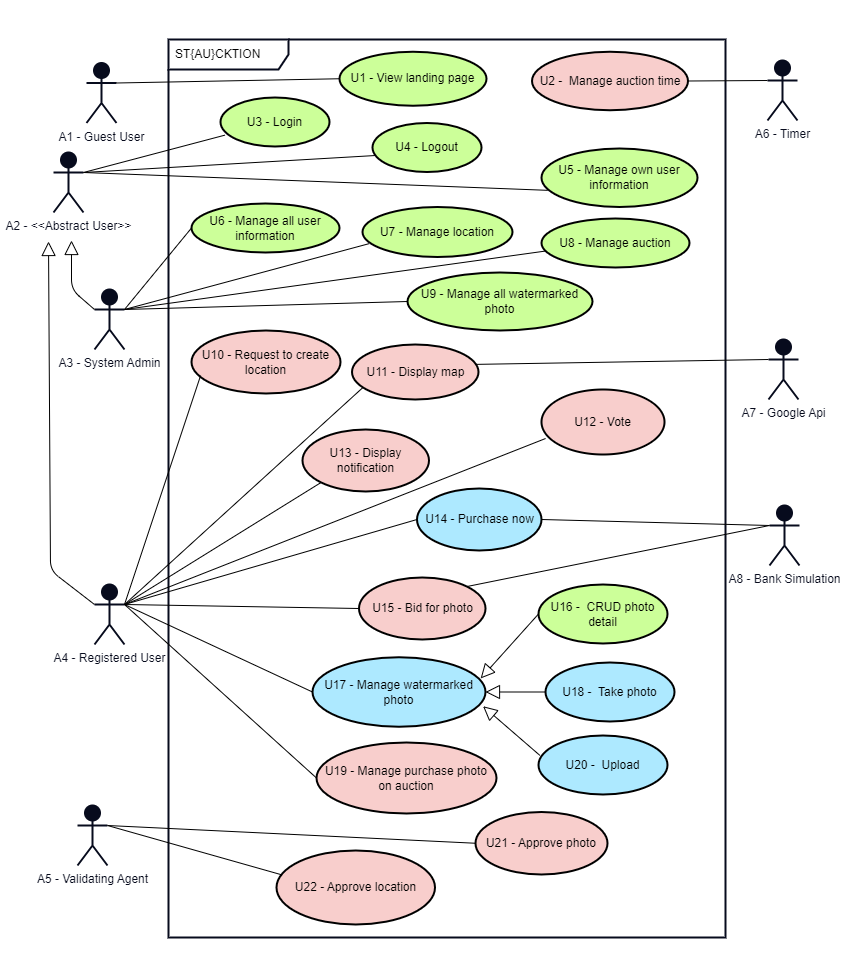 ST{AU}CKTION
U1 - View landing page
U2 -  Manage auction time
A1 - Guest User
A6 - Timer
U3 - Login
U4 - Logout
U5 - Manage own user
information
A2 - <<Abstract User>>
U6 - Manage all user
information
U7 - Manage location
U8 - Manage auction
U9 - Manage all watermarked
photo
A3 - System Admin
U10 - Request to create
location
U11 - Display map
A7 - Google Api
U12 - Vote
U13 - Display
notification
U14 - Purchase now
A8 - Bank Simulation
U15 - Bid for photo
U16 -  CRUD photo
detail
A4 - Registered User
U17 - Manage watermarked
photo
U18 -  Take photo
U19 - Manage purchase photo
on auction
U20 -  Upload
U21 - Approve photo
A5 - Validating Agent
U22 - Approve location